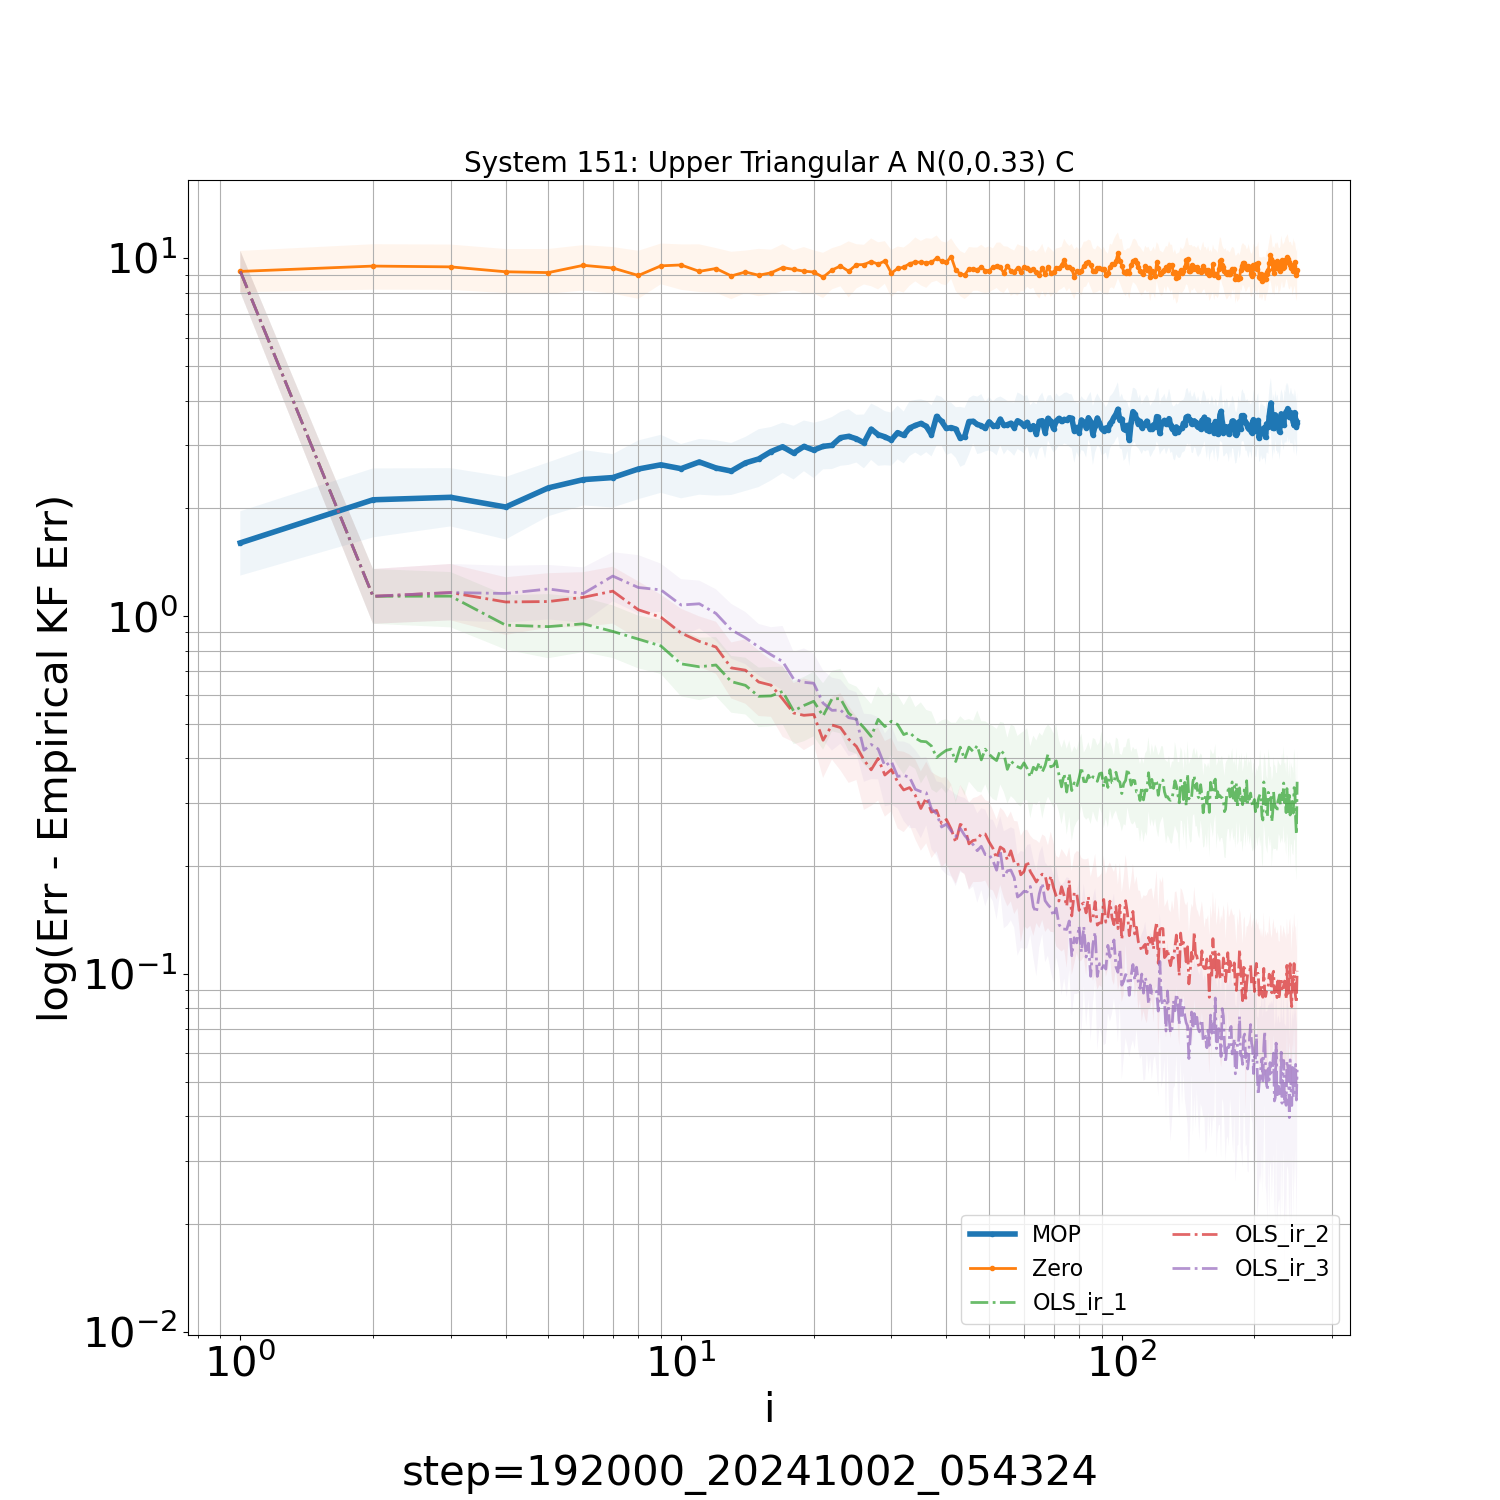 System 151: Upper Triangular A N(0,0.33) C
log(Err - Empirical KF Err)
10¹
10⁰
10⁻¹
10⁻²
10⁰ 10¹ 10²
i
MOP
Zero
OLS_ir_1
OLS_ir_2
OLS_ir_3
step=192000_20241002_054324